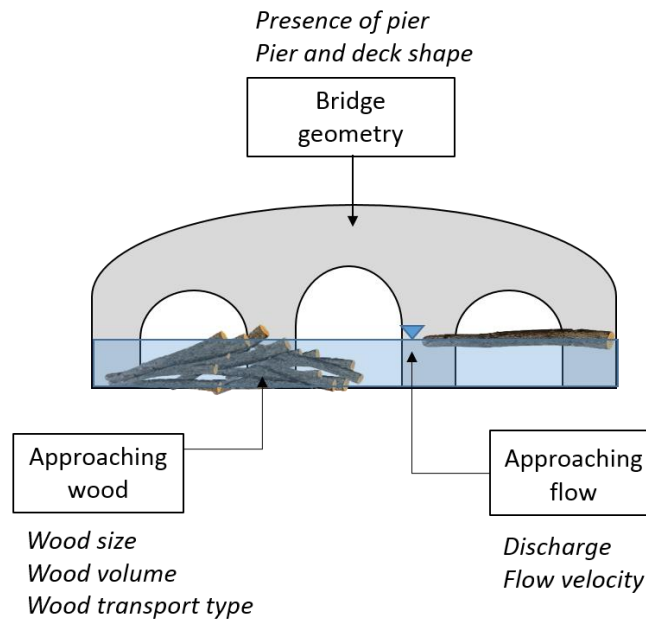 Presence of pier
Pier and deck shape
Bridge
geometry
Approaching
wood
Wood size
Wood volume
Wood transport type
Approaching
flow
Discharge
Flow velocity